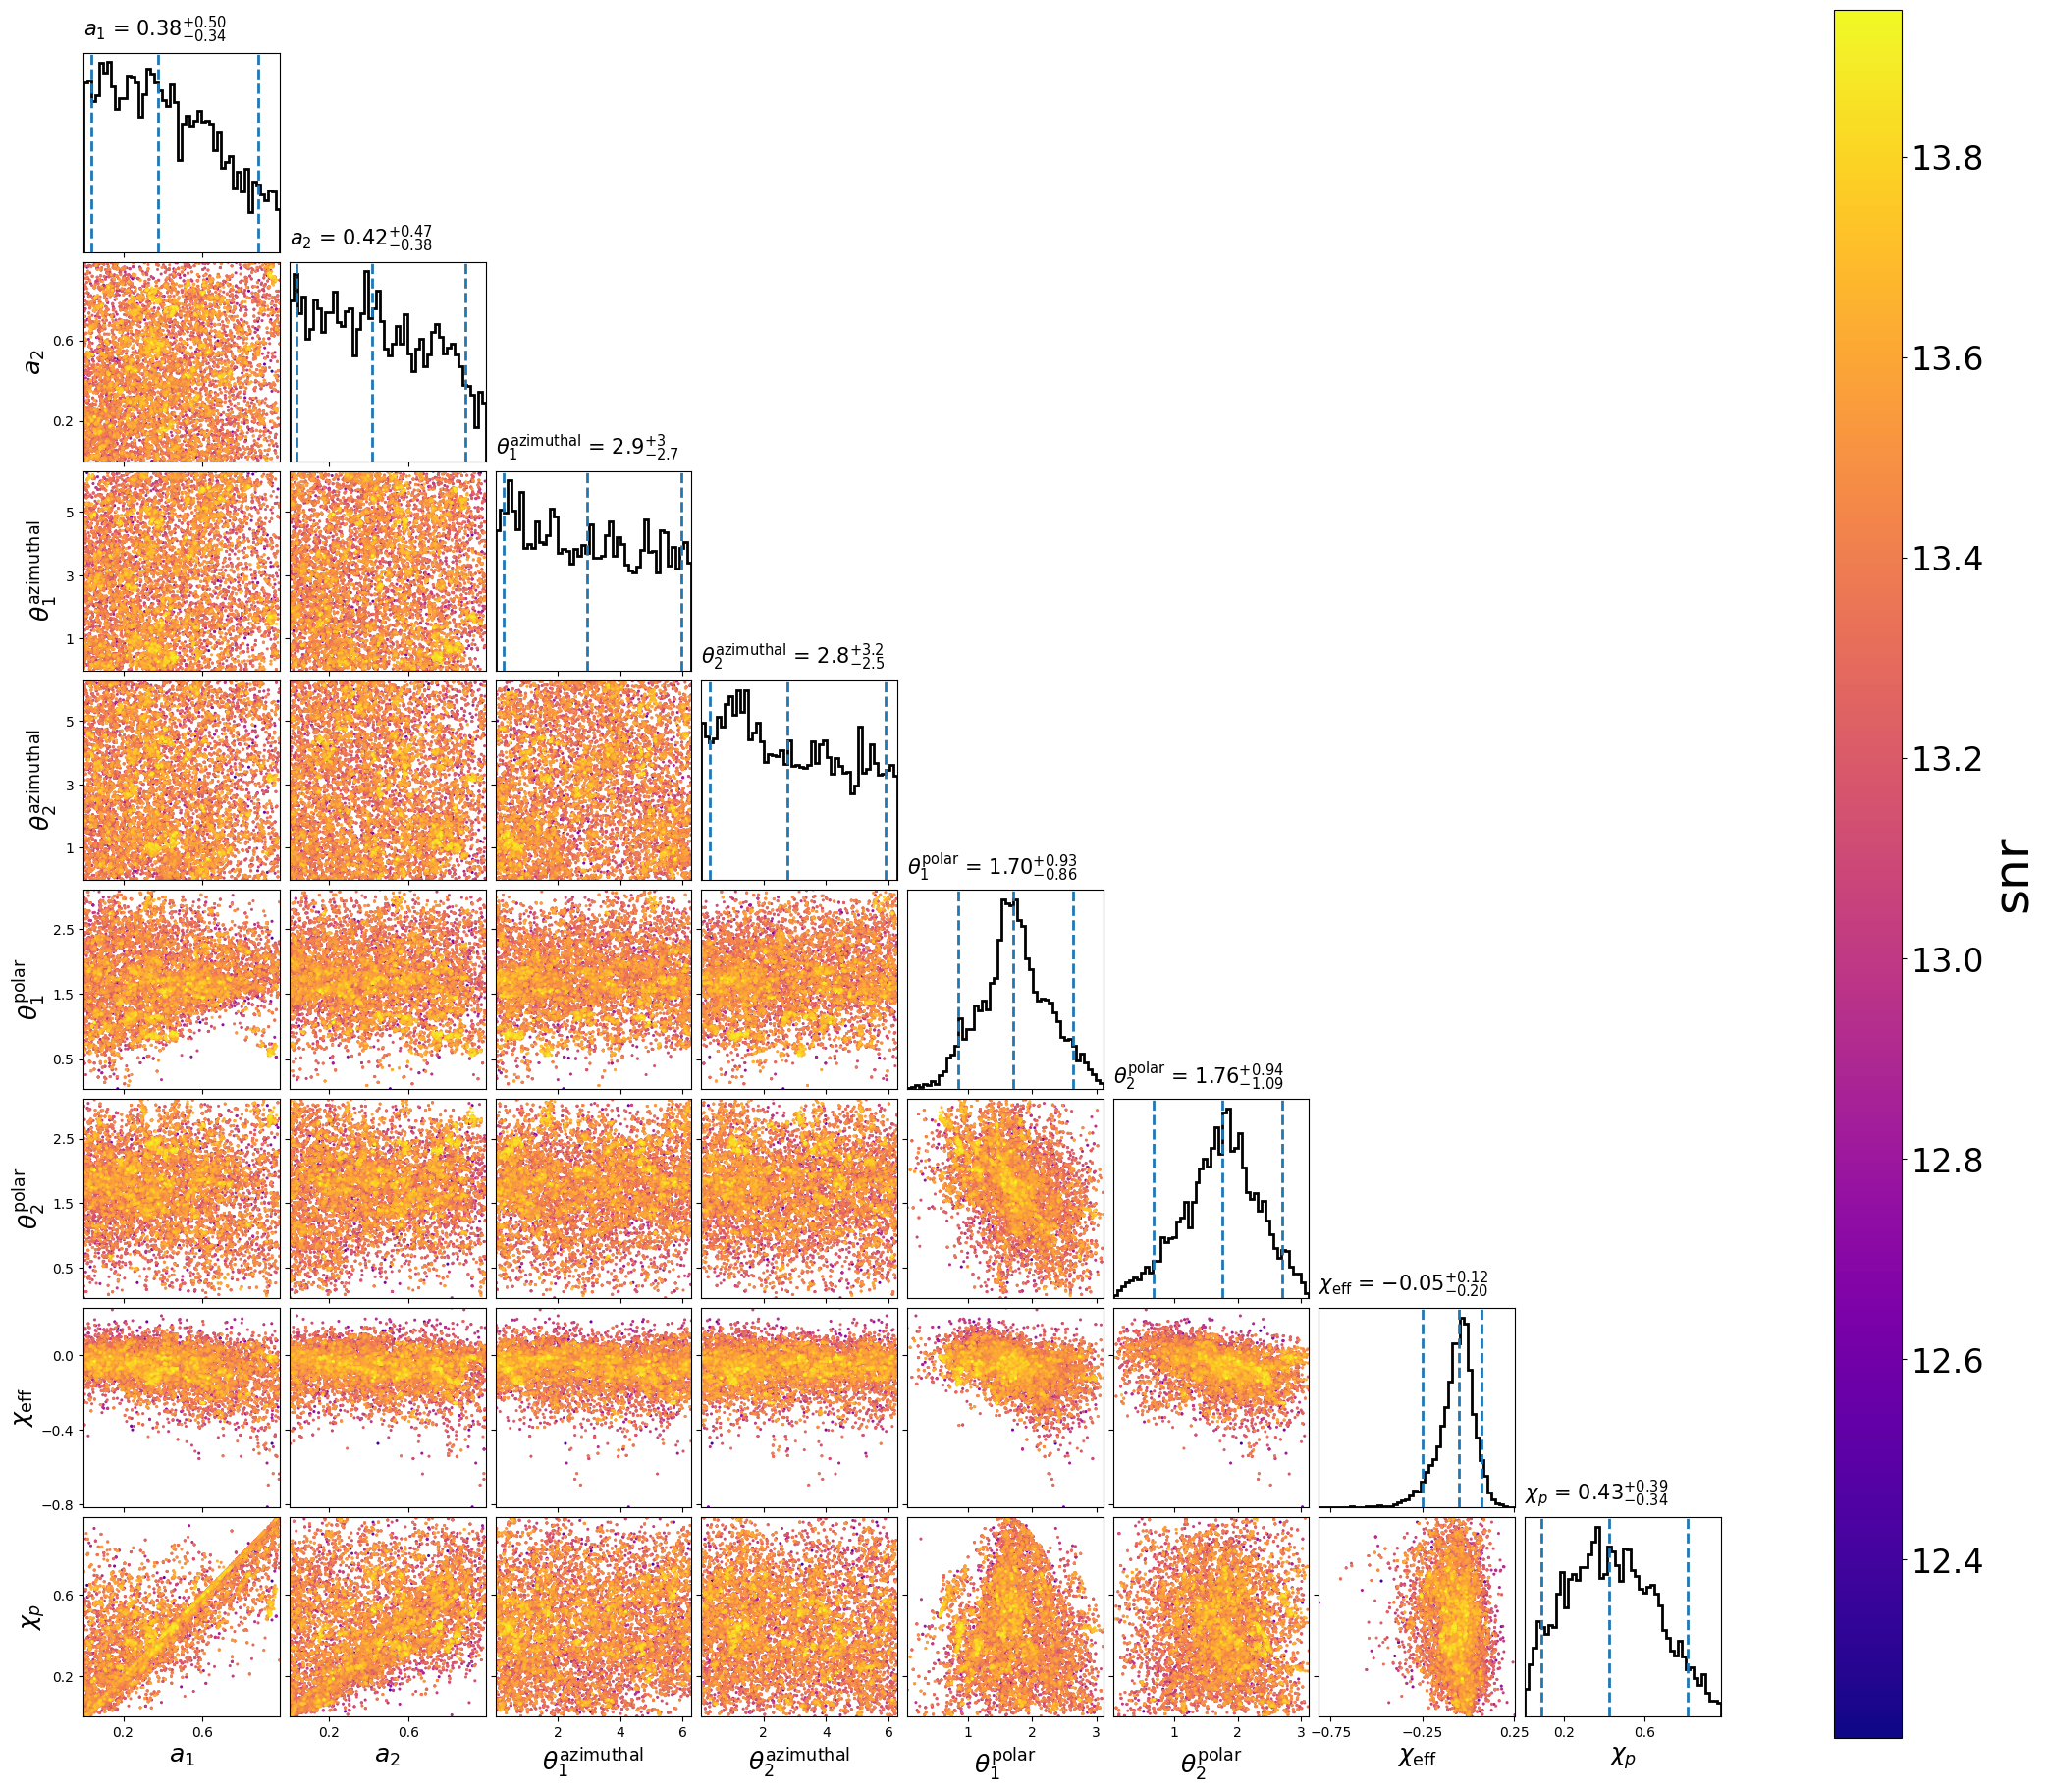 a₁ = 0.38⁺⁰·⁵⁰₋₀.₃₄
a₂ = 0.42⁺⁰·⁴⁷₋₀.₃₈
0.6
0.2
a₂
θ₁^azimuthal = 2.9⁺³₋₂.₇
5
3
1
θ₁^azimuthal
θ₂^azimuthal = 2.8⁺³·²₋₂.₅
5
3
1
θ₂^azimuthal
θ₁^polar = 1.70⁺⁰·⁹³₋₀.₈₆
2.5
1.5
0.5
θ₁^polar
θ₂^polar = 1.76⁺⁰·⁹⁴₋₁.₀₉
2.5
1.5
0.5
θ₂^polar
χ_eff = −0.05⁺⁰·¹²₋₀.₂₀
0.0
−0.4
−0.8
χ_eff
χ_p = 0.43⁺⁰·³⁹₋₀.₃₄
0.6
0.2
χ_p
0.2 0.6
0.2 0.6
2 4 6
2 4 6
1 2 3
1 2 3
−0.75 −0.25 0.25
0.2 0.6
a₁
a₂
θ₁^azimuthal
θ₂^azimuthal
θ₁^polar
θ₂^polar
χ_eff
χ_p
13.8
13.6
13.4
13.2
13.0
12.8
12.6
12.4
snr